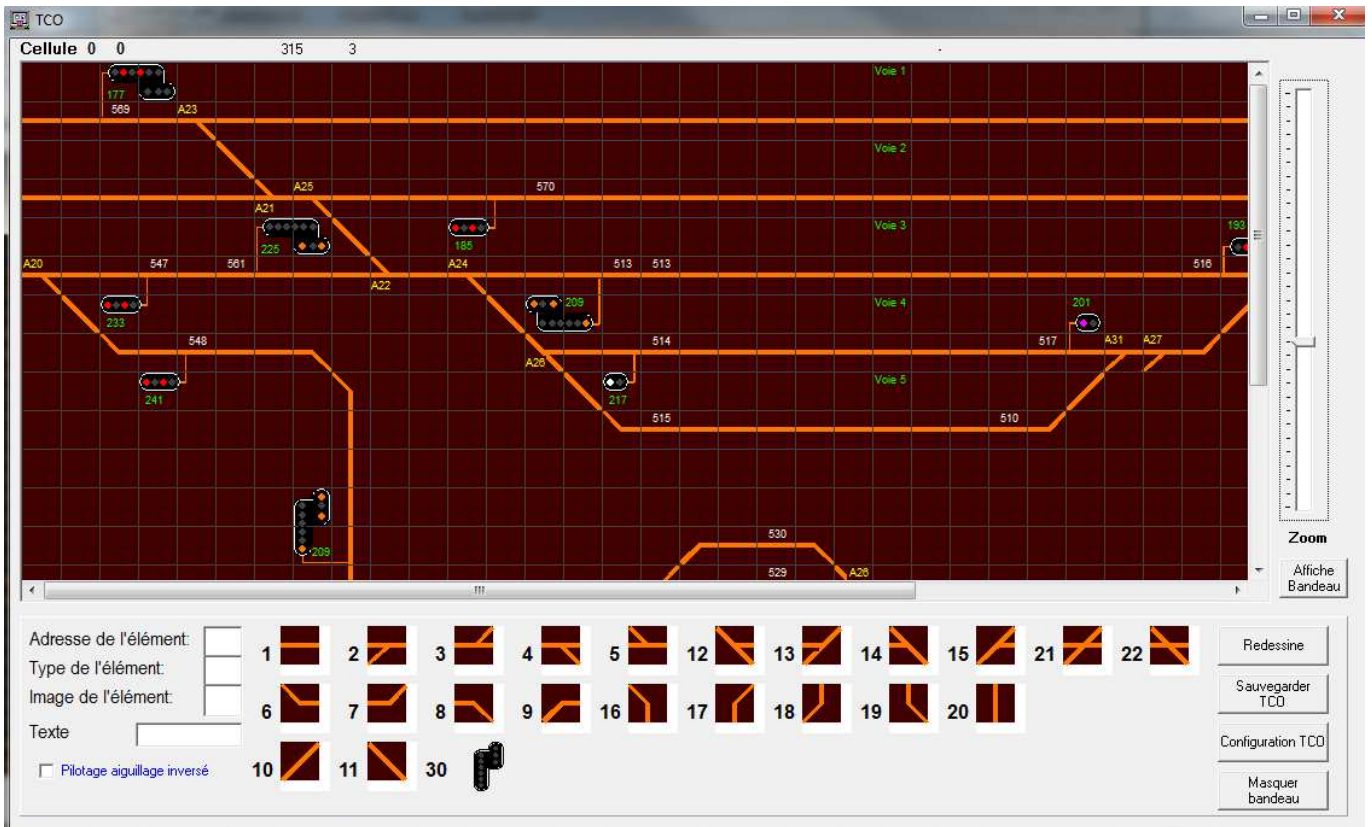 TCO
Cellule 0 0 315 3 -
Voie 1
177
569 A23
Voie 2
A25 570
A21
225 185 Voie 3 193
A20 547 561 A24 513 513 516
A22
233 209 Voie 4 201
548 514 517 A31 A27
A26
241 217 Voie 5
515 510
209
530
529 A26
Zoom
Affiche
Bandeau
Adresse de l'élément:
Type de l'élément:
Image de l'élément:
Texte
Pilotage aiguillage inversé
1 2 3 4 5 12 13 14 15 21 22
6 7 8 9 16 17 18 19 20
10 11 30
Redessine
Sauvegarder
TCO
Configuration TCO
Masquer
bandeau